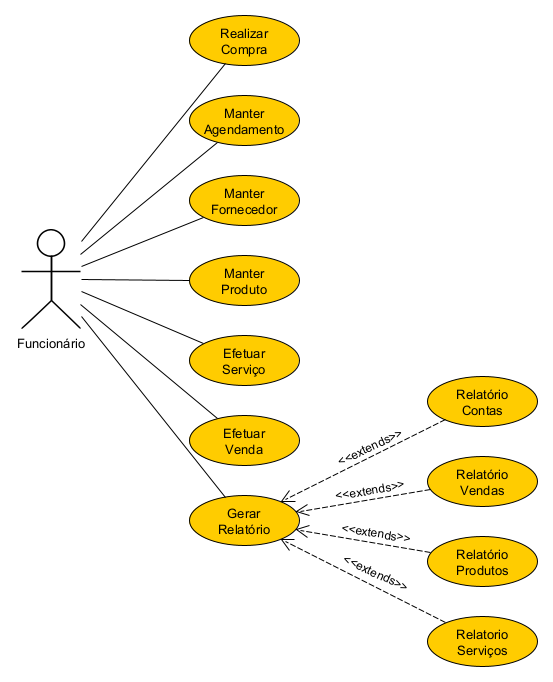 Realizar
Compra
Manter
Agendamento
Manter
Fornecedor
Manter
Produto
Funcionário
Efetuar
Serviço
Efetuar
Venda
Gerar
Relatório
<<extends>>
Relatório
Contas
<<extends>>
Relatório
Vendas
<<extends>>
Relatório
Produtos
<<extends>>
Relatorio
Serviços